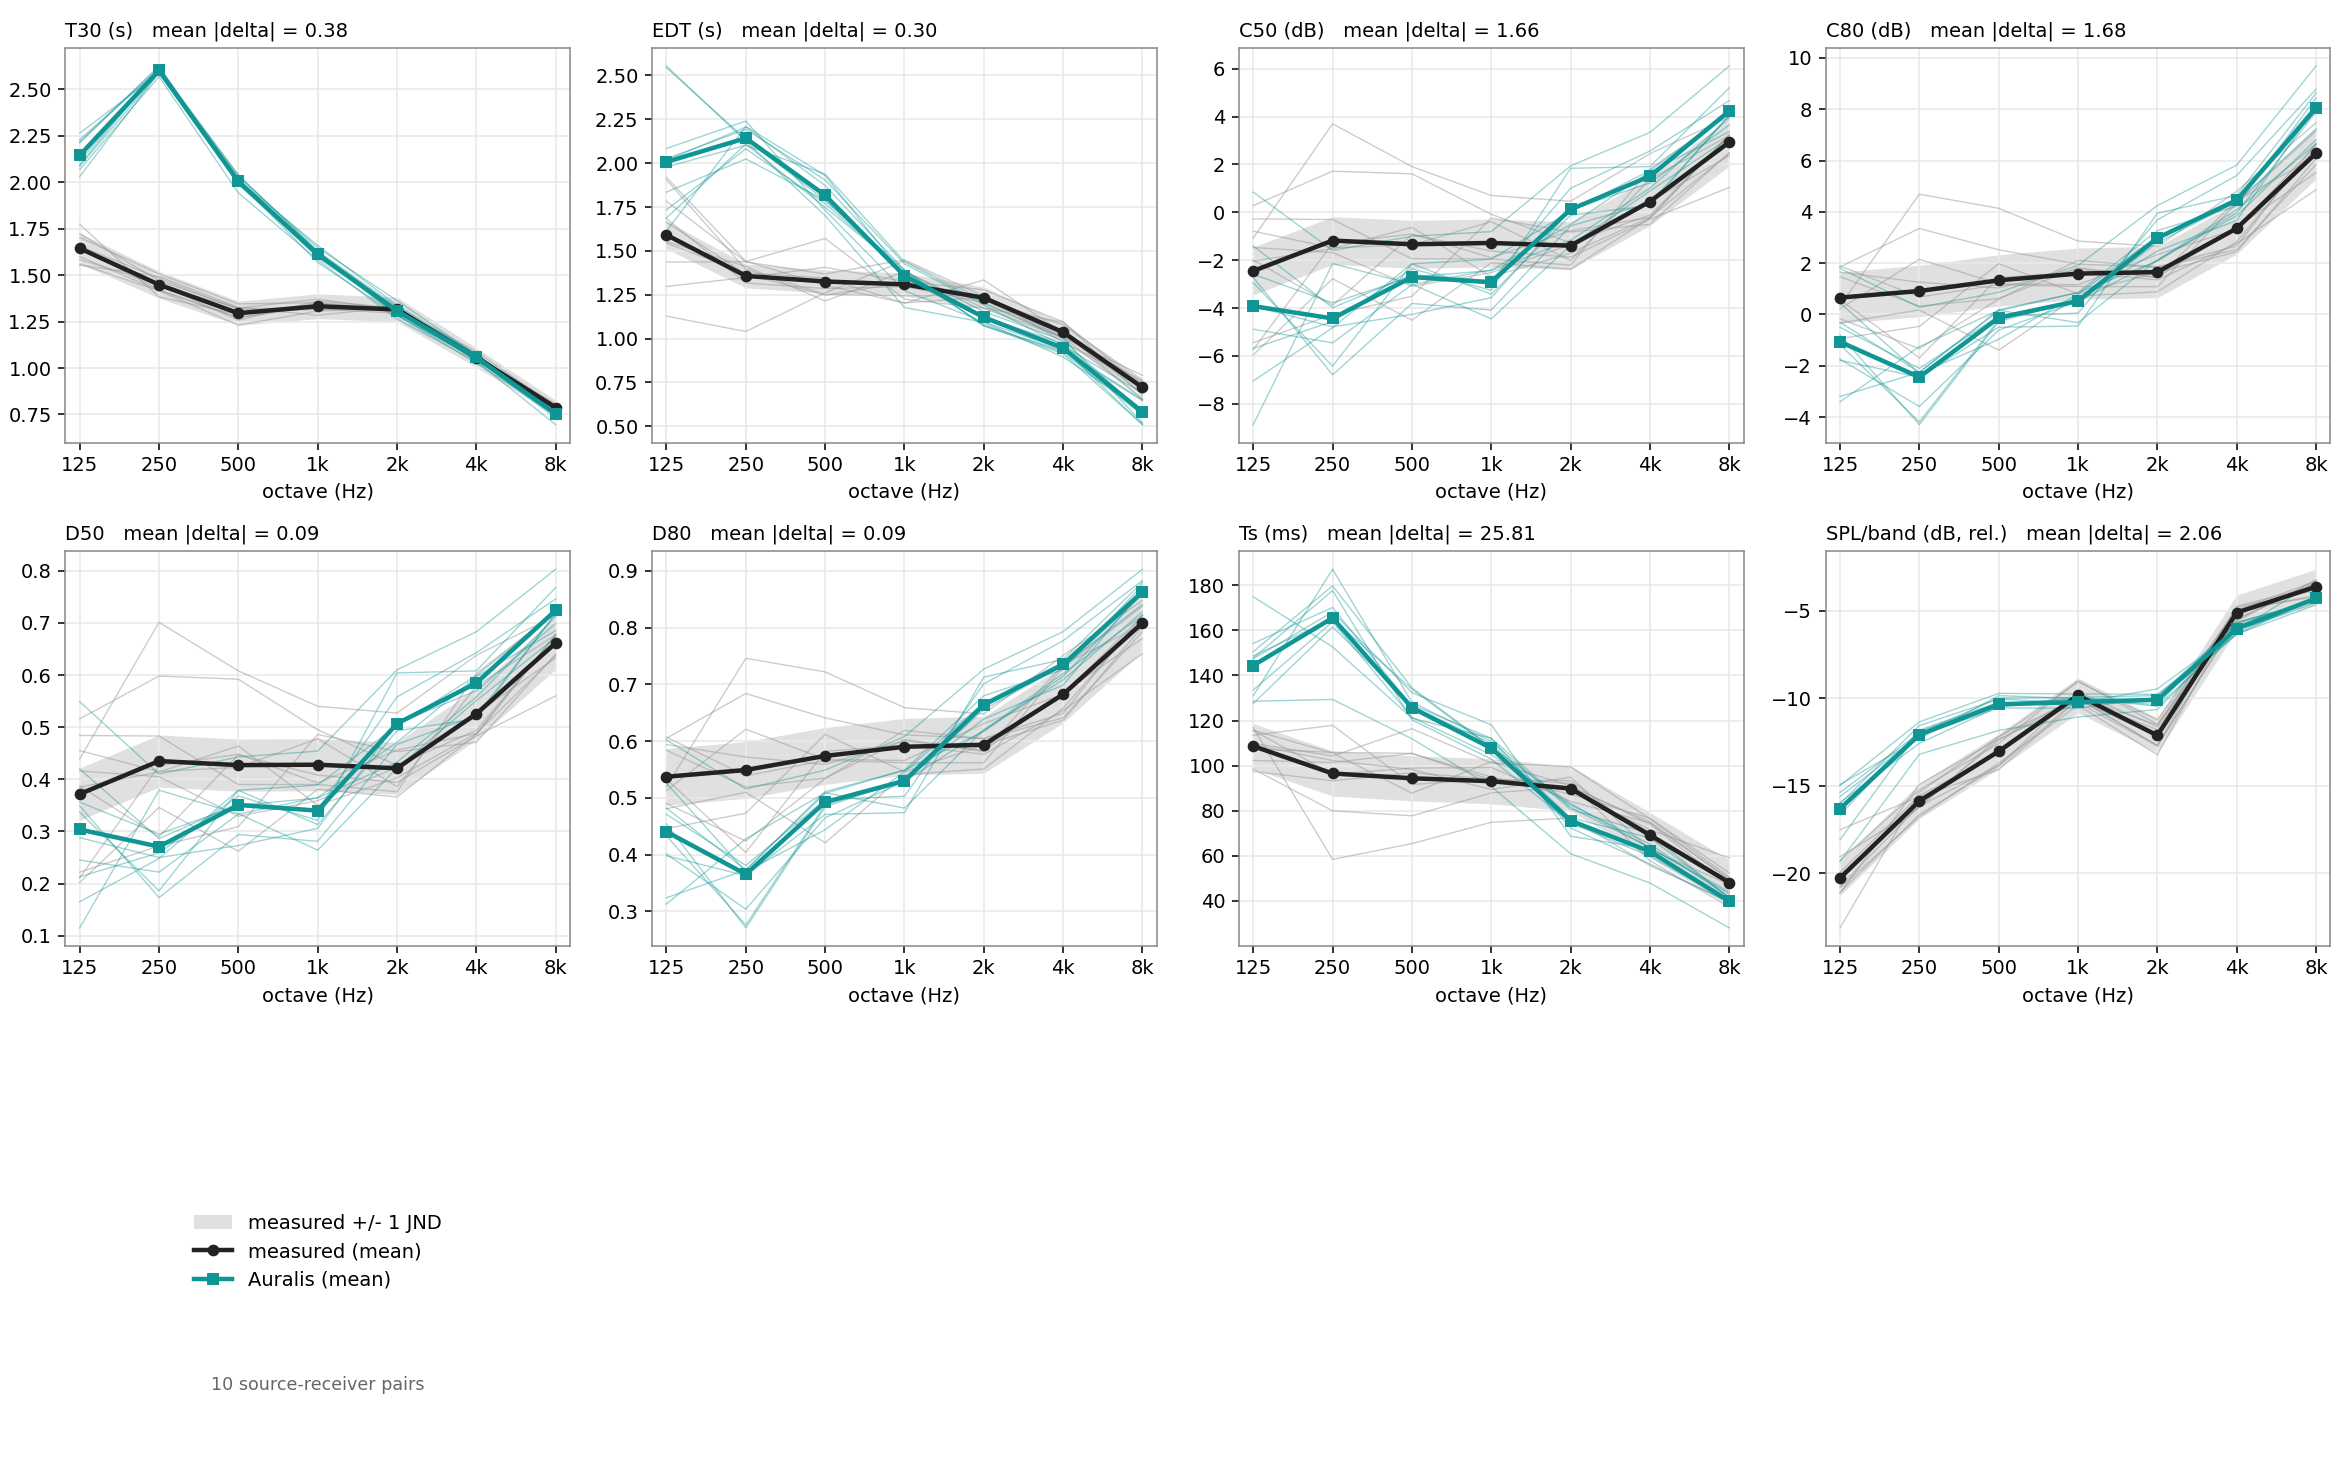 T30 (s)   mean |delta| = 0.38
2.50
2.25
2.00
1.75
1.50
1.25
1.00
0.75
125 250 500 1k 2k 4k 8k
octave (Hz)
EDT (s)   mean |delta| = 0.30
2.50
2.25
2.00
1.75
1.50
1.25
1.00
0.75
0.50
125 250 500 1k 2k 4k 8k
octave (Hz)
C50 (dB)   mean |delta| = 1.66
6
4
2
0
−2
−4
−6
−8
125 250 500 1k 2k 4k 8k
octave (Hz)
C80 (dB)   mean |delta| = 1.68
10
8
6
4
2
0
−2
−4
125 250 500 1k 2k 4k 8k
octave (Hz)
D50   mean |delta| = 0.09
0.8
0.7
0.6
0.5
0.4
0.3
0.2
0.1
125 250 500 1k 2k 4k 8k
octave (Hz)
D80   mean |delta| = 0.09
0.9
0.8
0.7
0.6
0.5
0.4
0.3
125 250 500 1k 2k 4k 8k
octave (Hz)
Ts (ms)   mean |delta| = 25.81
180
160
140
120
100
80
60
40
125 250 500 1k 2k 4k 8k
octave (Hz)
SPL/band (dB, rel.)   mean |delta| = 2.06
−5
−10
−15
−20
125 250 500 1k 2k 4k 8k
octave (Hz)
measured +/- 1 JND
measured (mean)
Auralis (mean)
10 source-receiver pairs